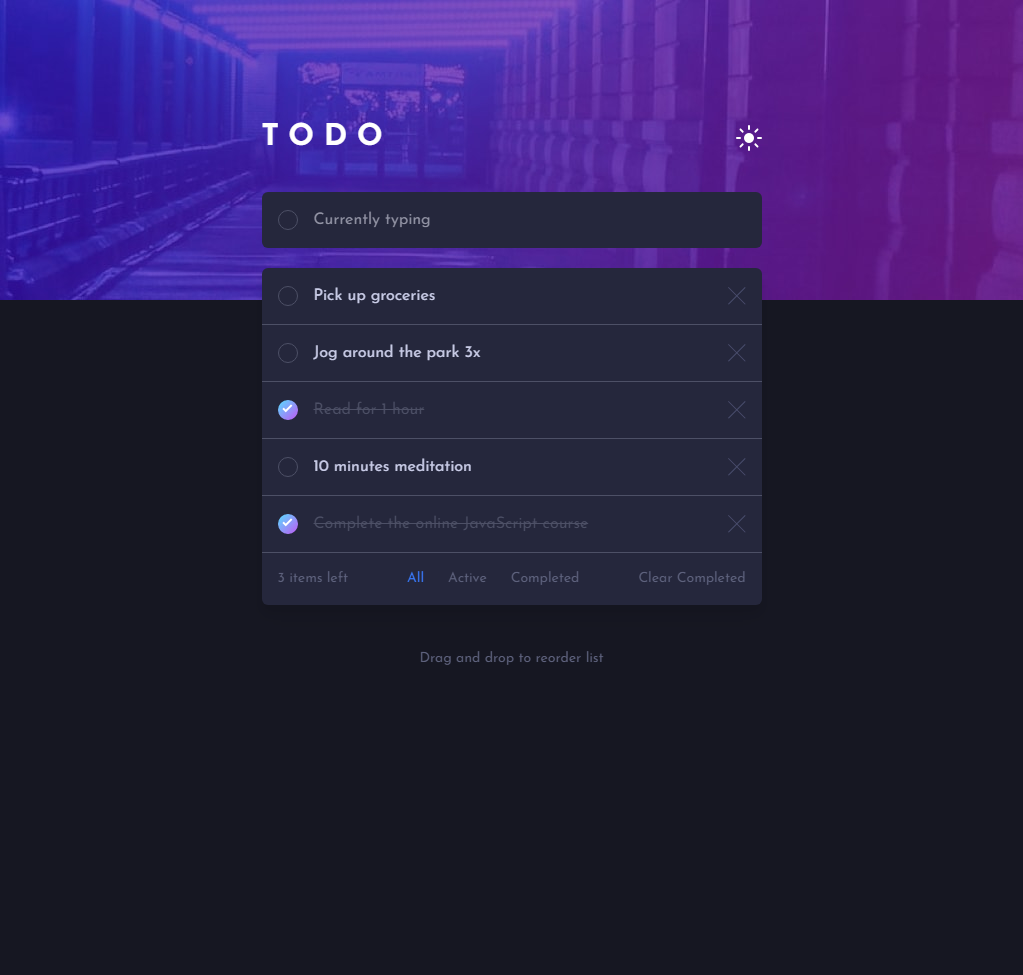 TODO
Currently typing
Pick up groceries
Jog around the park 3x
Read for 1 hour
10 minutes meditation
Complete the online JavaScript course
3 items left All Active Completed Clear Completed
Drag and drop to reorder list